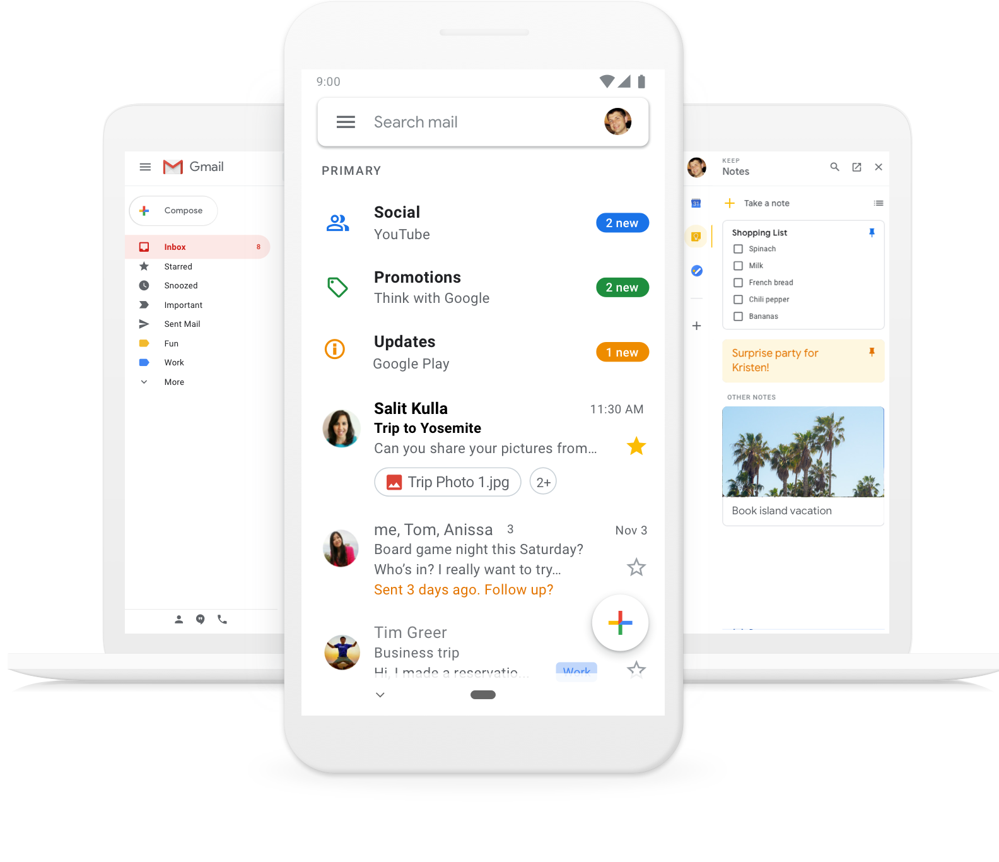 Gmail
Compose
Inbox 8
Starred
Snoozed
Important
Sent Mail
Fun
Work
More
9:00
Search mail
PRIMARY
Social
YouTube
2 new
Promotions
Think with Google
2 new
Updates
Google Play
1 new
Salit Kulla 11:30 AM
Trip to Yosemite
Can you share your pictures from...
Trip Photo 1.jpg 2+
me, Tom, Anissa 3 Nov 3
Board game night this Saturday?
Who’s in? I really want to try...
Sent 3 days ago. Follow up?
Tim Greer
Business trip
Hi, I made a reservatio... Work
KEEP
Notes
31
Take a note
Shopping List
Spinach
Milk
French bread
Chili pepper
Bananas
Surprise party for
Kristen!
OTHER NOTES
Book island vacation